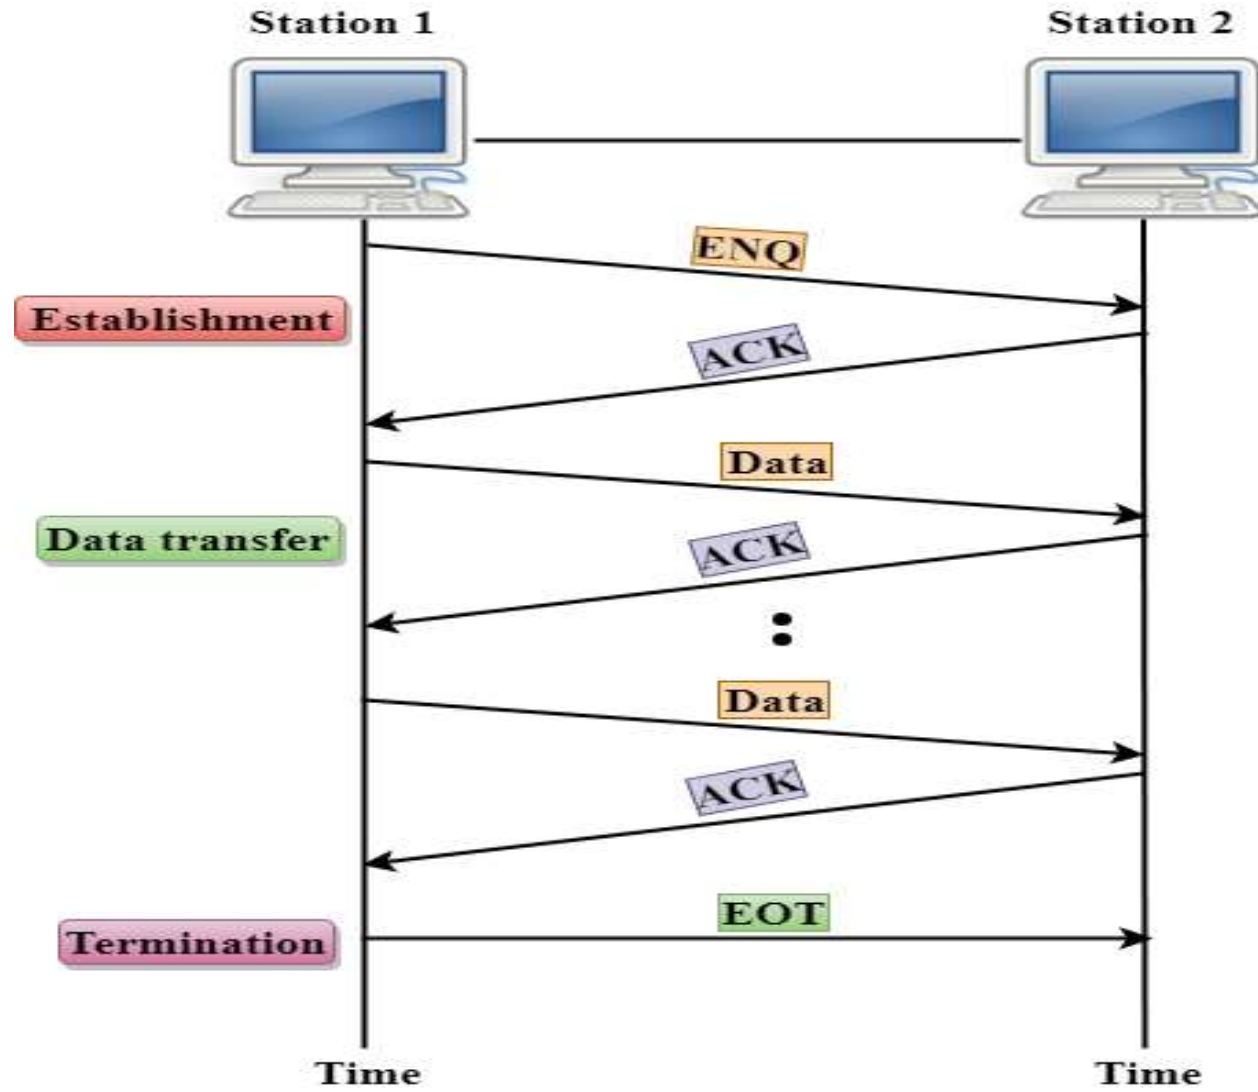 Station 1
Station 2
ENQ
Establishment
ACK
Data
Data transfer
ACK
Data
ACK
EOT
Termination
Time
Time